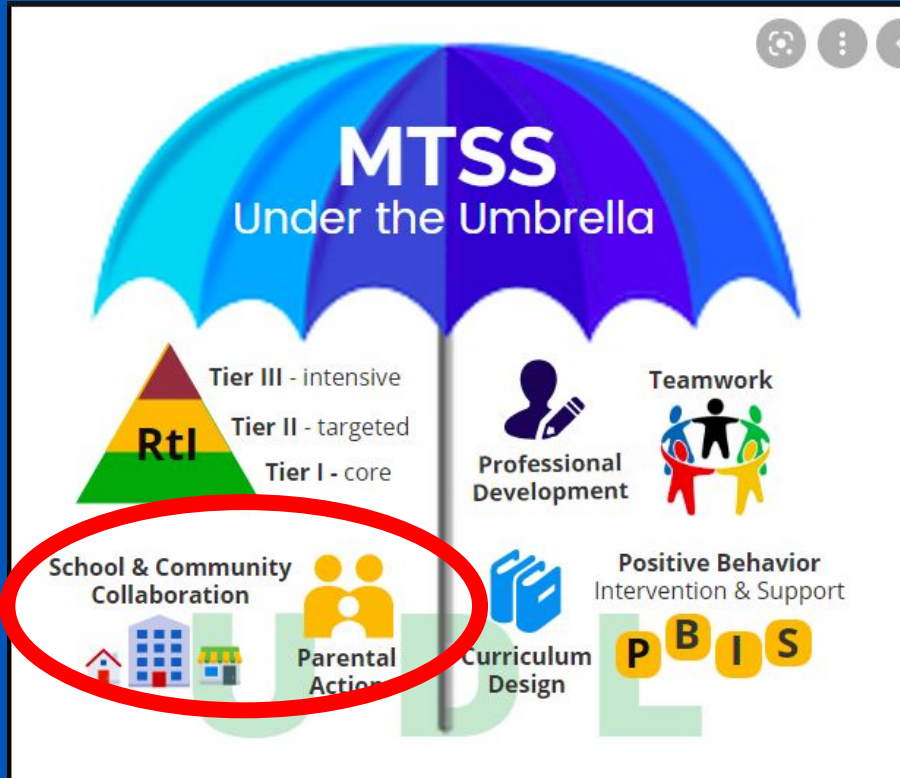 MTSS
Under the Umbrella
Tier III - intensive
Tier II - targeted
Tier I - core
RtI
Professional
Development
Teamwork
School & Community
Collaboration
Parental
Action
Curriculum
Design
Positive Behavior
Intervention & Support
P B I S
UDL